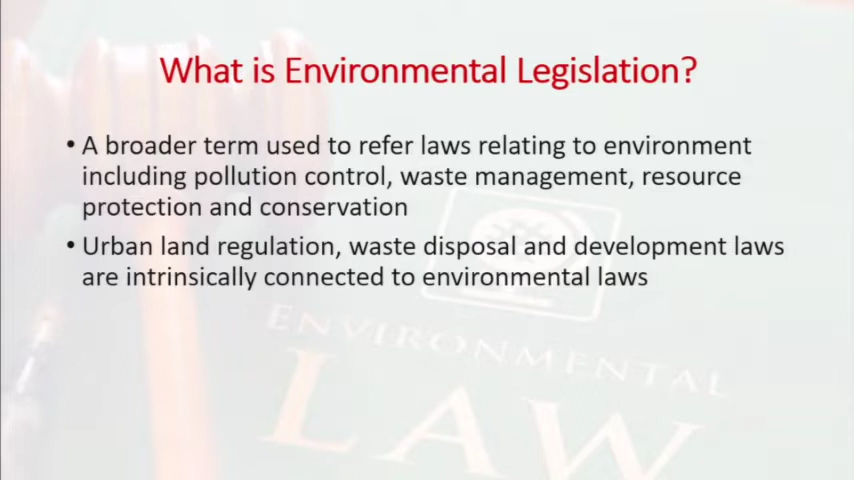 What is Environmental Legislation?
• A broader term used to refer laws relating to environment
including pollution control, waste management, resource
protection and conservation
• Urban land regulation, waste disposal and development laws
are intrinsically connected to environmental laws
ENVIRONMENTAL
LAW